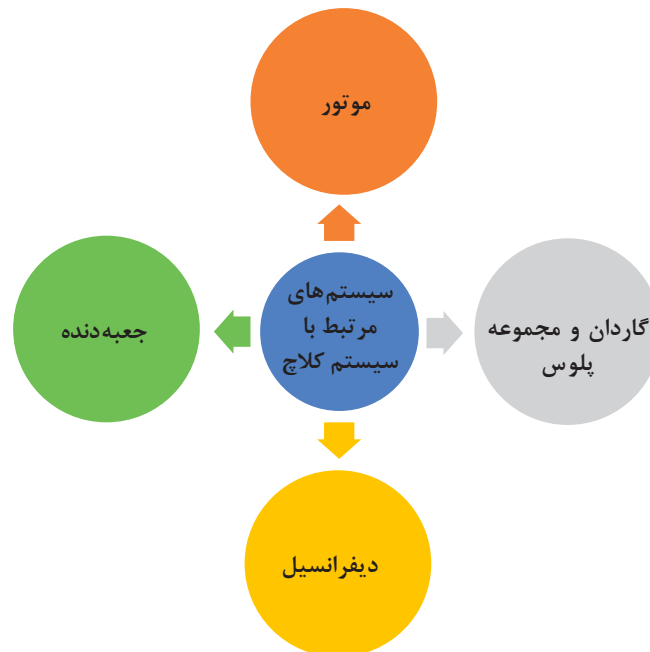 موتور
سیستم‌های
مرتبط با
سیستم کلاچ
گاردان و مجموعه
پلوس
جعبه‌دنده
دیفرانسیل